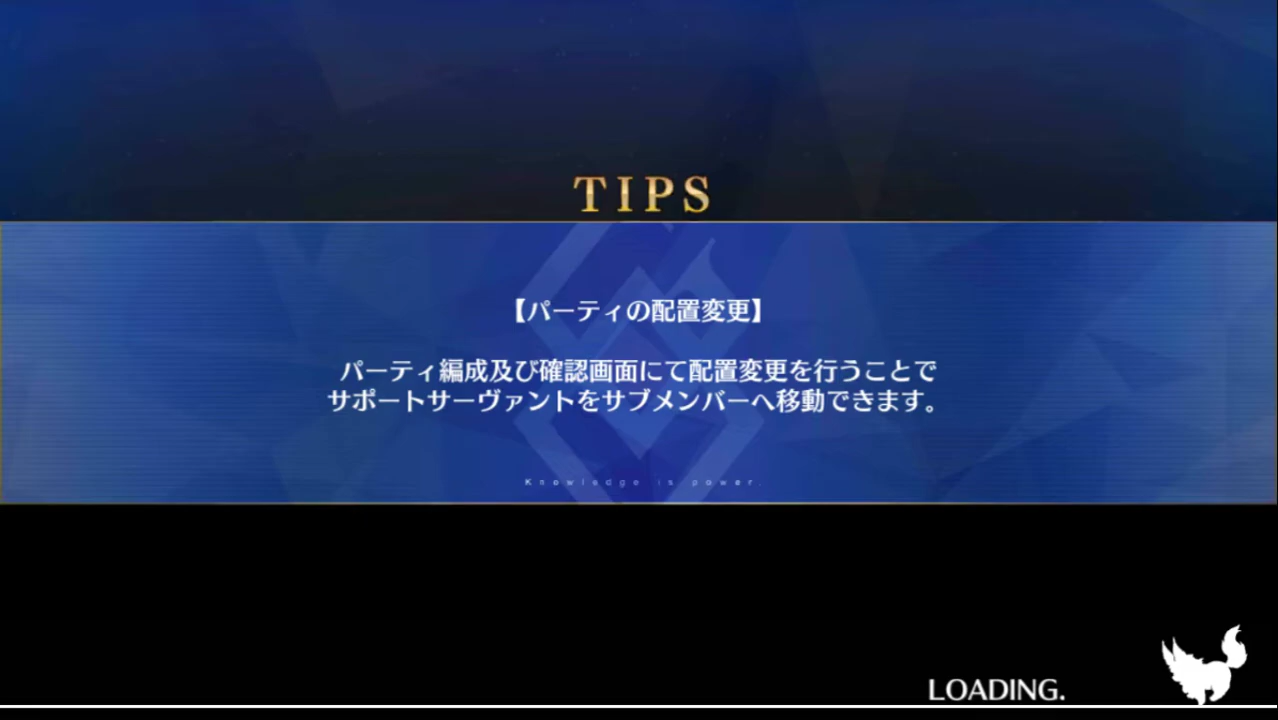 TIPS
【パーティの配置変更】
パーティ編成及び確認画面にて配置変更を行うことで
サポートサーヴァントをサブメンバーへ移動できます。
Knowledge is power.
LOADING.